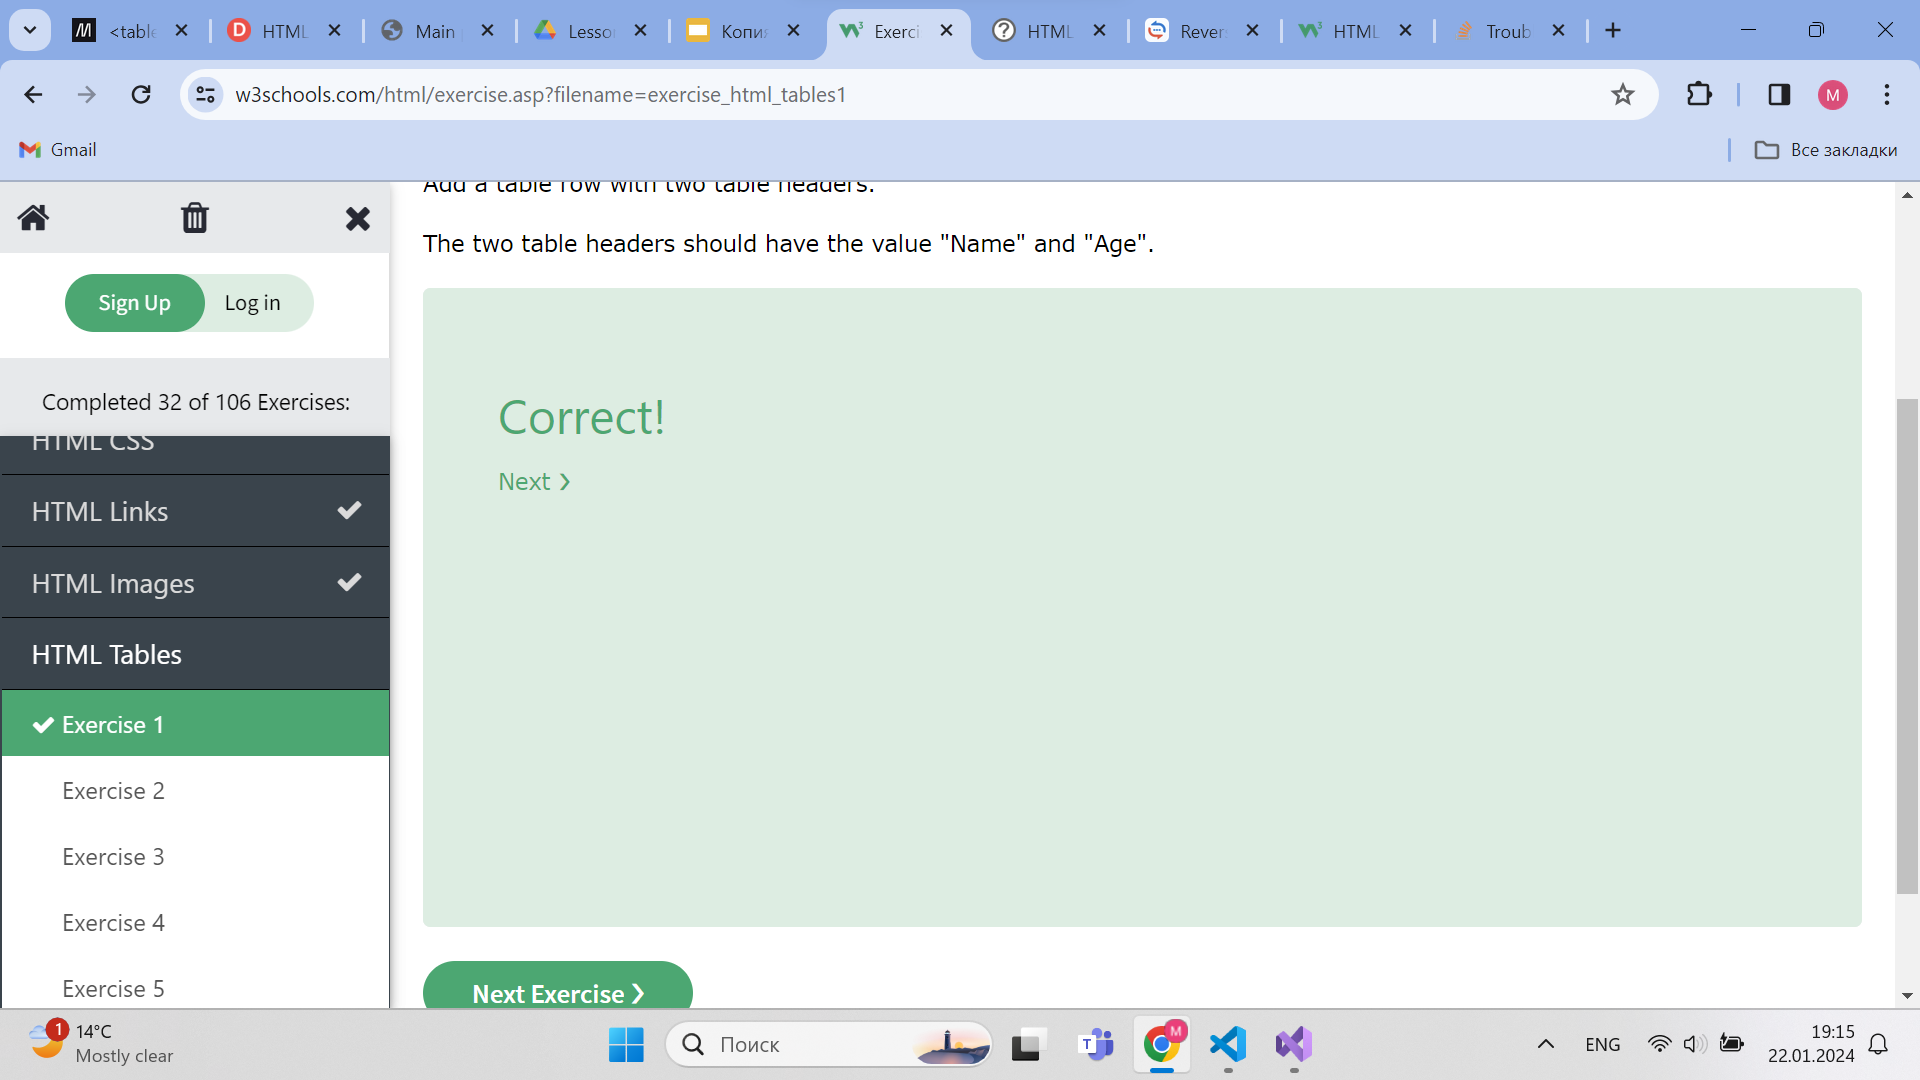 <table
HTML
Main
Lesso
Копи
Exerci
HTML
Rever
HTML
Troub
w3schools.com/html/exercise.asp?filename=exercise_html_tables1
M
Gmail
Все закладки
Add a table row with two table headers.
The two table headers should have the value "Name" and "Age".
Sign Up
Log in
Completed 32 of 106 Exercises:
HTML CSS
HTML Links
HTML Images
HTML Tables
Exercise 1
Exercise 2
Exercise 3
Exercise 4
Exercise 5
Correct!
Next ❯
Next Exercise ❯
1
14°C
Mostly clear
Поиск
T
M
ENG
19:15
22.01.2024